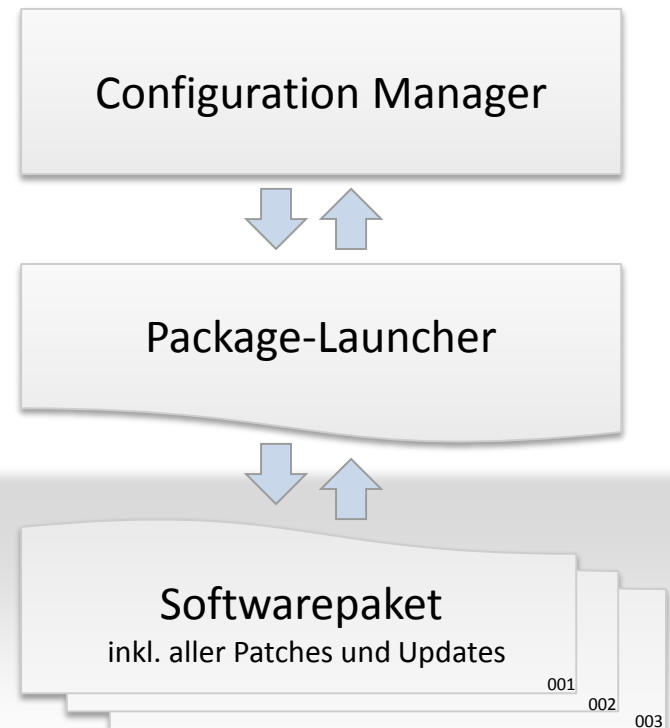 Configuration Manager
Package-Launcher
Softwarepaket
inkl. aller Patches und Updates
001
002
003